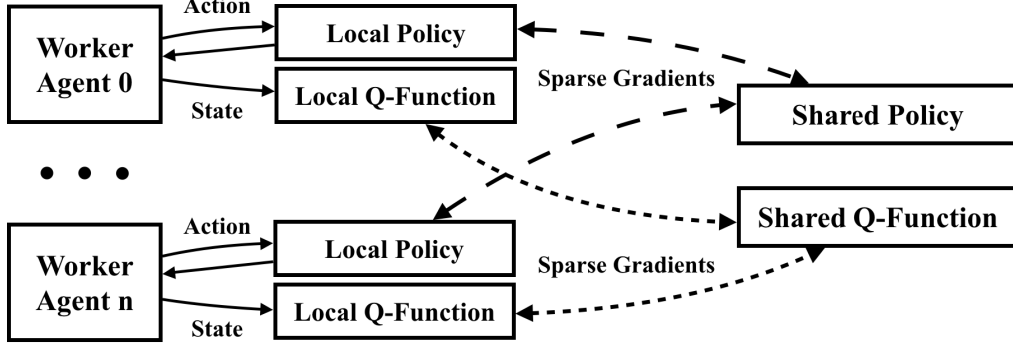 Action
Worker
Agent 0
Local Policy
Local Q-Function
State
Sparse Gradients
Shared Policy
Shared Q-Function
Worker
Agent n
Action
Local Policy
Local Q-Function
State
Sparse Gradients